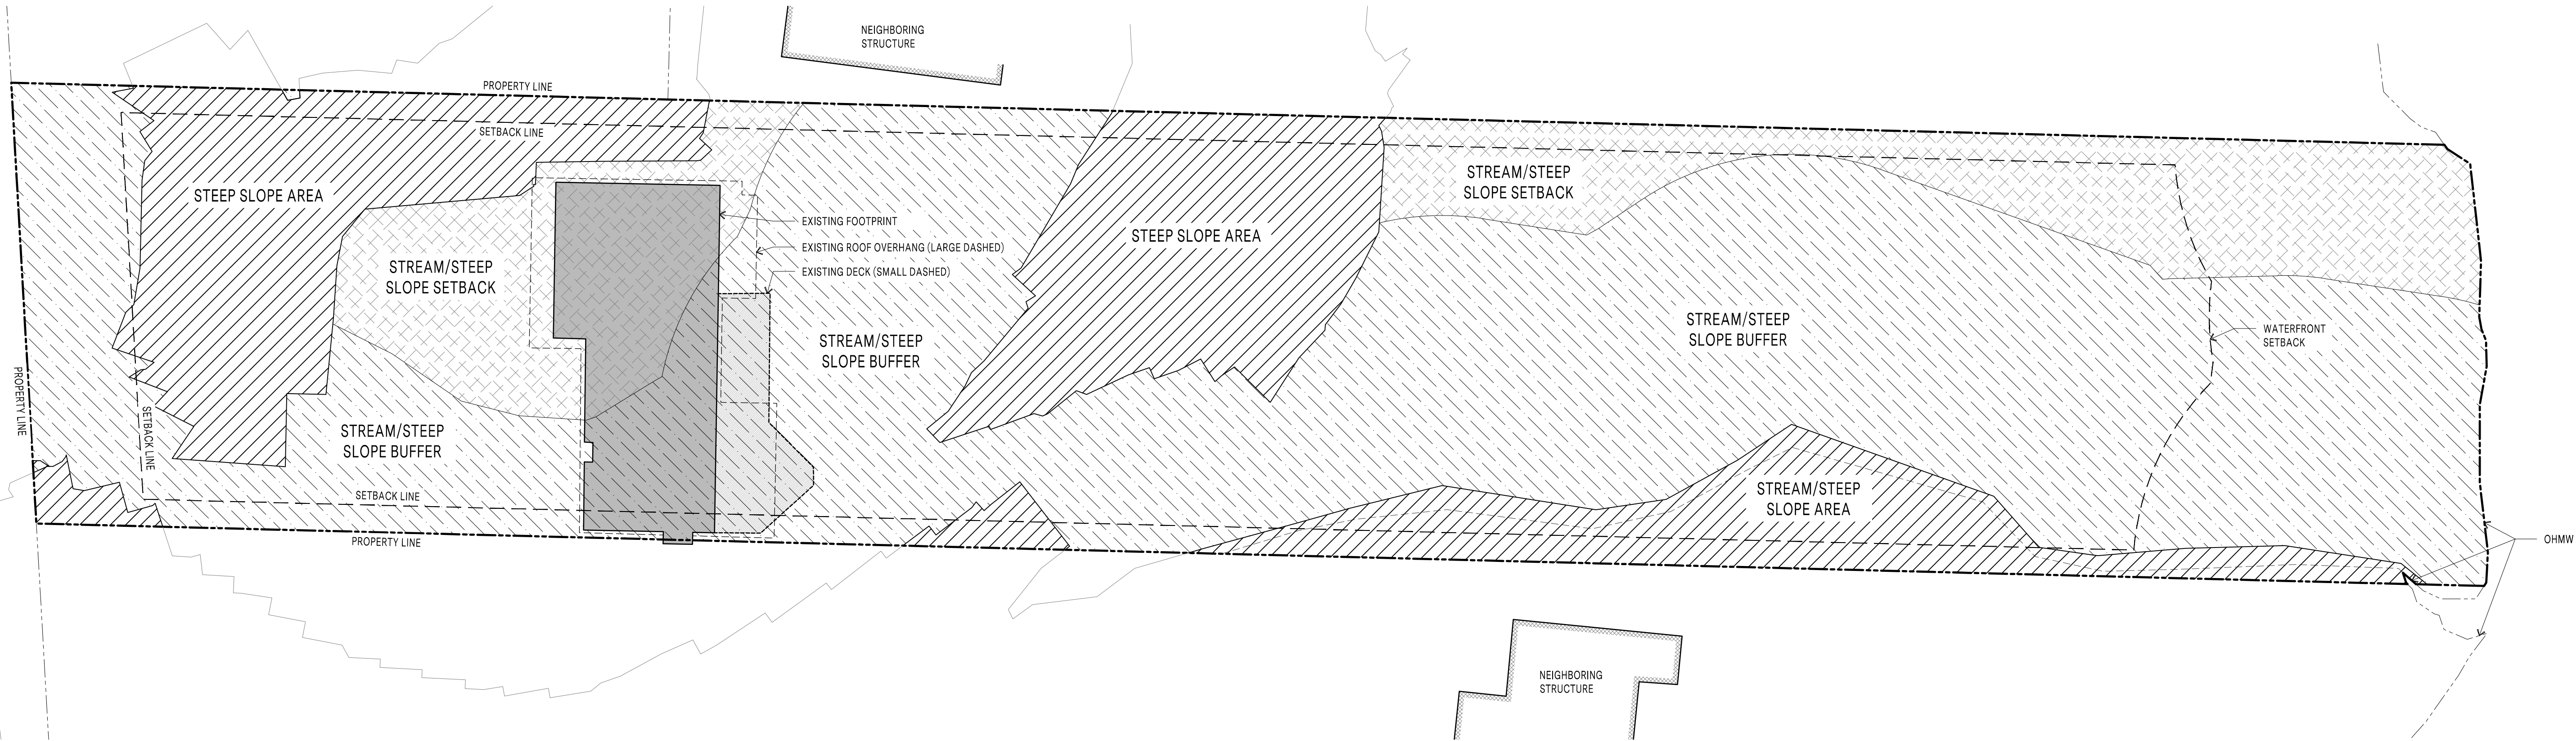 NEIGHBORING
STRUCTURE
PROPERTY LINE
SETBACK LINE
STEEP SLOPE AREA
STREAM/STEEP
SLOPE SETBACK
EXISTING FOOTPRINT
EXISTING ROOF OVERHANG (LARGE DASHED)
EXISTING DECK (SMALL DASHED)
STEEP SLOPE AREA
STREAM/STEEP
SLOPE SETBACK
STREAM/STEEP
SLOPE BUFFER
STREAM/STEEP
SLOPE BUFFER
WATERFRONT
SETBACK
PROPERTY LINE
SETBACK LINE
STREAM/STEEP
SLOPE BUFFER
SETBACK LINE
PROPERTY LINE
STREAM/STEEP
SLOPE AREA
OHMW
NEIGHBORING
STRUCTURE